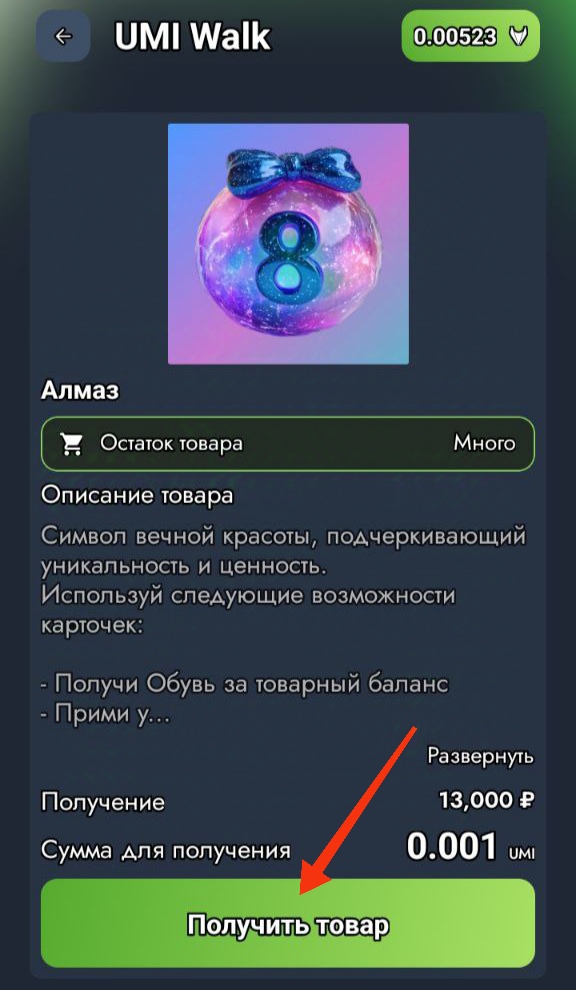 UMI Walk
0.00523
8
Алмаз
Остаток товара
Много
Описание товара
Символ вечной красоты, подчеркивающий
уникальность и ценность.
Используй следующие возможности
карточек:
- Получи Обувь за товарный баланс
- Прими у...
Развернуть
Получение
13,000 ₽
Сумма для получения
0.001 UMI
Получить товар